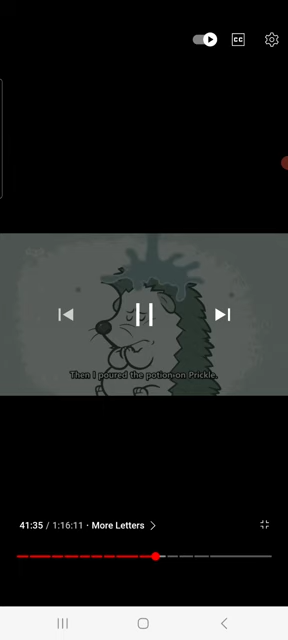 CC
Then I poured the potion on Prickle.
41:35 / 1:16:11 · More Letters